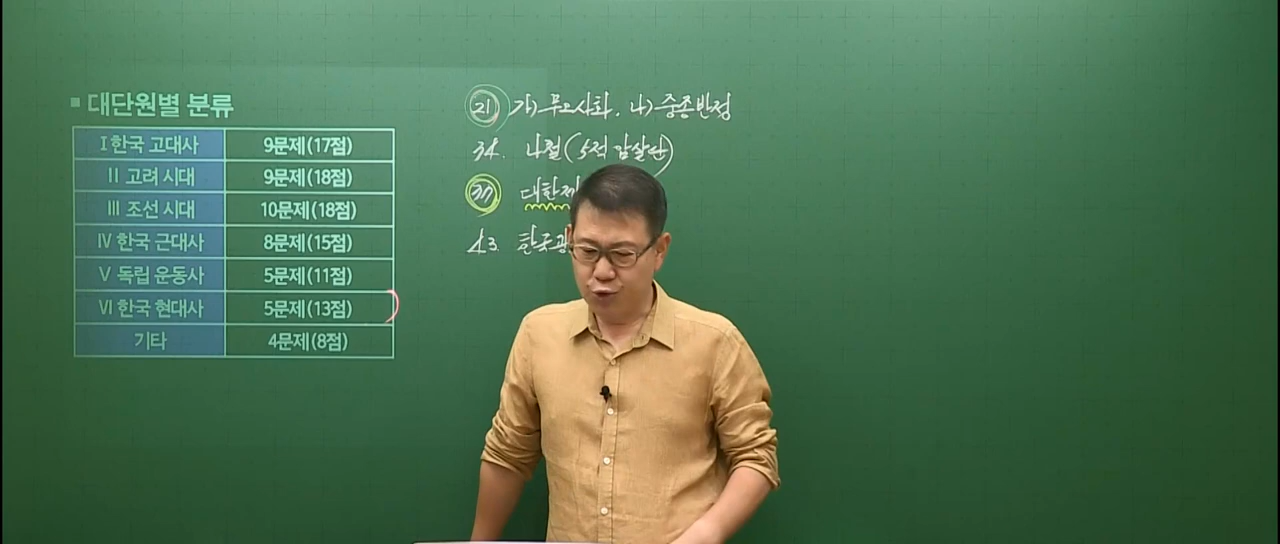 ▪ 대단원별 분류
Ⅰ 한국 고대사 9문제(17점)
Ⅱ 고려 시대 9문제(18점)
Ⅲ 조선 시대 10문제(18점)
Ⅳ 한국 근대사 8문제(15점)
Ⅴ 독립 운동사 5문제(11점)
Ⅵ 한국 현대사 5문제(13점)
기타 4문제(8점)
21 가) 무오사화, 나) 중종반정
34. 나철(5적 암살단)
37 대한제
43. 한국광